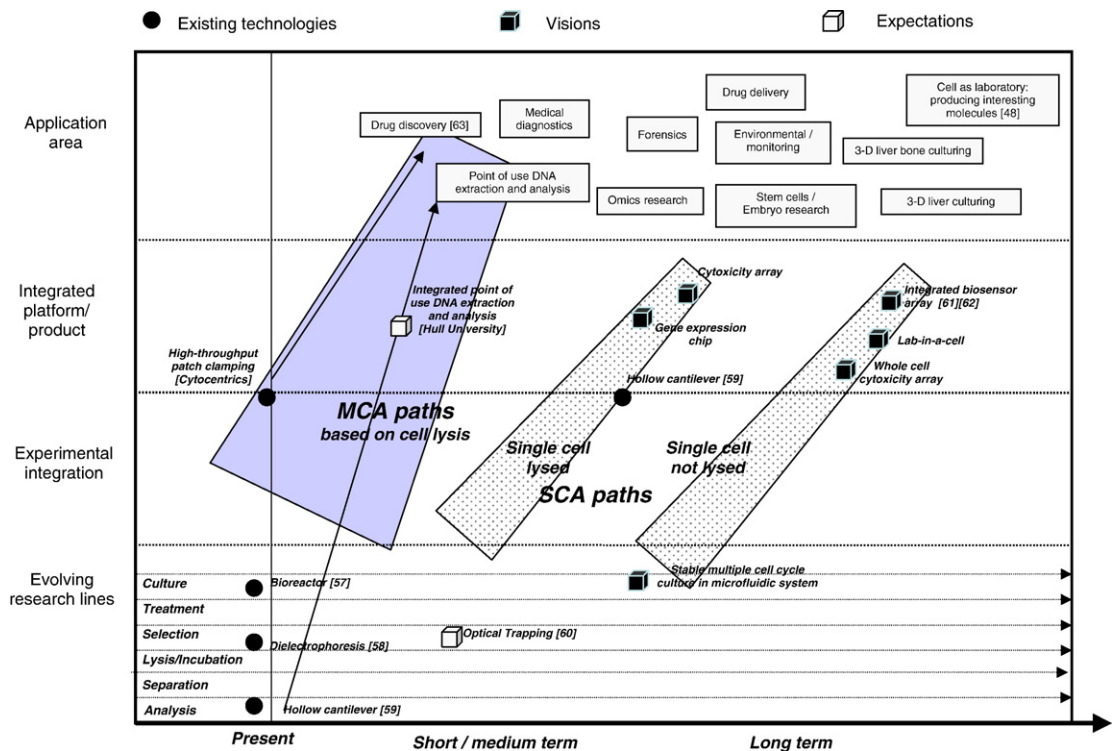 Existing technologies
Visions
Expectations
Application
area
Drug discovery [63]
Medical
diagnostics
Point of use DNA
extraction and analysis
Forensics
Omics research
Drug delivery
Environmental /
monitoring
Stem cells /
Embryo research
Cell as laboratory:
producing interesting
molecules [48]
3-D liver bone culturing
3-D liver culturing
Integrated
platform/
product
High-throughput
patch clamping
[Cytocentrics]
Integrated point of
use DNA extraction
and analysis
[Hull University]
Cytoxicity array
Gene expression
chip
Hollow cantilever [59]
Integrated biosensor
array [61][62]
Lab-in-a-cell
Whole cell
cytoxicity array
Experimental
integration
MCA paths
based on cell lysis
Single cell
lysed
Single cell
not lysed
SCA paths
Evolving
research lines
Culture
Bioreactor [57]
Stable multiple cell cycle
culture in microfluidic system
Treatment
Selection
Dielectrophoresis [58]
Optical Trapping [60]
Lysis/Incubation
Separation
Analysis
Hollow cantilever [59]
Present
Short / medium term
Long term